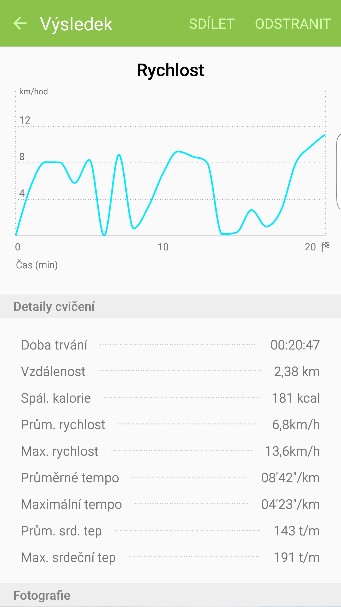 Výsledek SDÍLET ODSTRANIT
Rychlost
km/hod
12
8
4
0 10 20
Čas (min)
Detaily cvičení
Doba trvání 00:20:47
Vzdálenost 2,38 km
Spál. kalorie 181 kcal
Prům. rychlost 6,8km/h
Max. rychlost 13,6km/h
Průměrné tempo 08'42"/km
Maximální tempo 04'23"/km
Prům. srd. tep 143 t/m
Max. srdeční tep 191 t/m
Fotografie